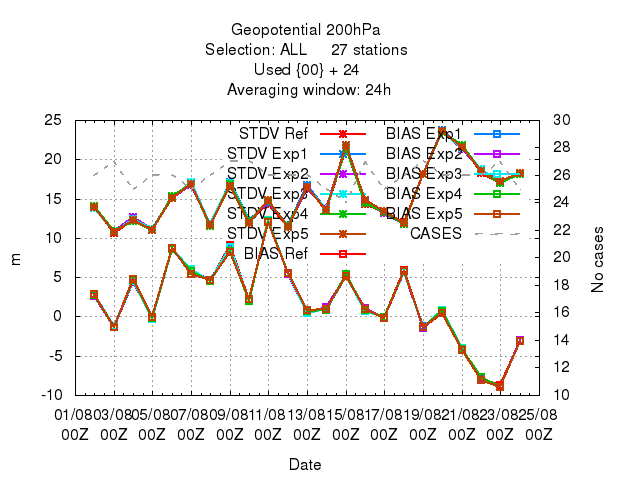 Geopotential 200hPa
Selection: ALL 27 stations
Used {00} + 24
Averaging window: 24h
25 30
STDV Ref BIAS Exp1
28
STDV Exp1 BIAS Exp2
20
STDV Exp2 BIAS Exp3
26
STDV Exp3 BIAS Exp4
15
24
STDV Exp4 BIAS Exp5
STDV Exp5 CASES
10
22
BIAS Ref
20
5
18
0
16
-5
14
12
-10 10
m
No cases
01/08 03/08 05/08 07/08 09/08 11/08 13/08 15/08 17/08 19/08 21/08 23/08 25/08
00Z 00Z 00Z 00Z 00Z 00Z 00Z 00Z 00Z 00Z 00Z 00Z 00Z
Date